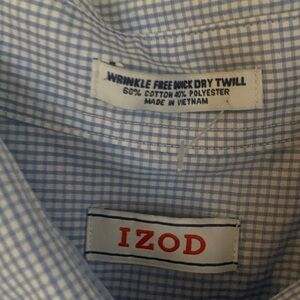 WRINKLE FREE QUICK DRY TWILL
60% COTTON 40% POLYESTER
MADE IN VIETNAM
IZOD